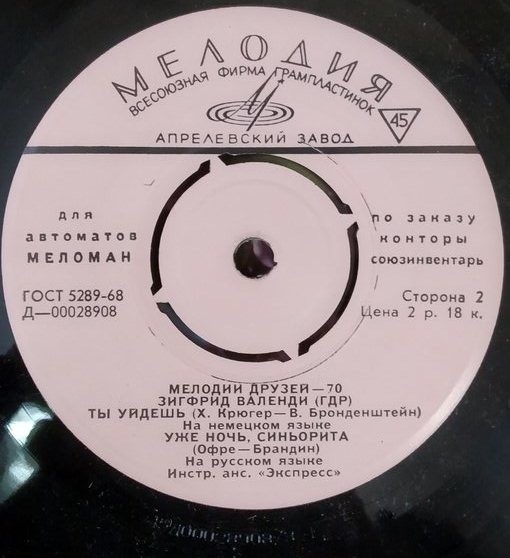 МЕЛОДИЯ
ВСЕСОЮЗНАЯ ФИРМА ГРАМПЛАСТИНОК
45
АПРЕЛЕВСКИЙ ЗАВОД
для
автоматов
МЕЛОМАН
по заказу
конторы
союзинвентарь
ГОСТ 5289-68
Д—00028908
Сторона 2
Цена 2 р. 18 к.
МЕЛОДИИ ДРУЗЕЙ—70
ЗИГФРИД ВАЛЕНДИ (ГДР)
ТЫ УЙДЕШЬ (Х. Крюгер—В. Бронденштейн)
На немецком языке
УЖЕ НОЧЬ, СИНЬОРИТА
(Офре—Брандин)
На русском языке
Инстр. анс. «Экспресс»